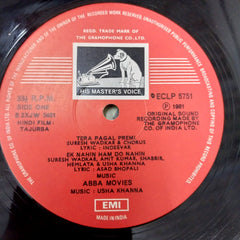 REGD. TRADE MARK OF
THE GRAMOPHONE CO. LTD.
HIS MASTER'S VOICE
33⅓ R.P.M.
SIDE ONE
HINDI FILM:
TAJURBA
ECLP 5751
℗ 1981
ORIGINAL SOUND
RECORDING MADE BY
THE GRAMOPHONE
CO. OF INDIA LTD.
TERA PAGAL PREMI
SURESH WADKAR & CHORUS
LYRIC : INDEEVAR
EK NAHIN HAM DO NAHIN
SURESH WADKAR, AMIT KUMAR, SHABBIR,
HEMLATA & USHA KHANNA
LYRIC : ASAD BHOPALI
MUSIC
ABBA MOVIES
MUSIC : USHA KHANNA
EMI
MADE IN INDIA